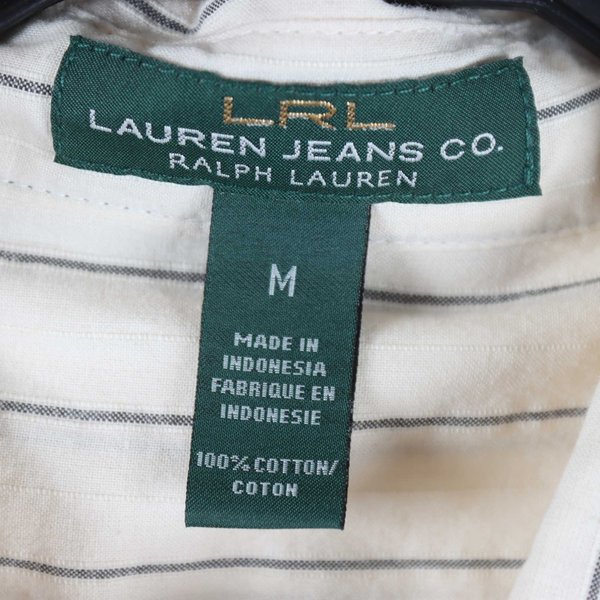 LRL
LAUREN JEANS CO.
RALPH LAUREN
M
MADE IN
INDONESIA
FABRIQUE EN
INDONESIE
100% COTTON/
COTON